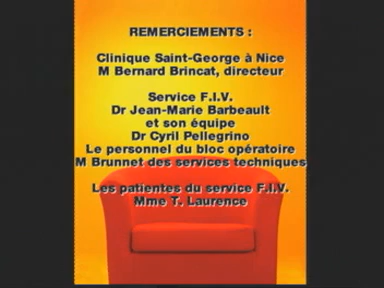 REMERCIEMENTS :
Clinique Saint-George à Nice
M Bernard Brincat, directeur
Service F.I.V.
Dr Jean-Marie Barbeault
et son équipe
Dr Cyril Pellegrino
Le personnel du bloc opératoire
M Brunnet des services techniques
Les patientes du service F.I.V.
Mme T. Laurence